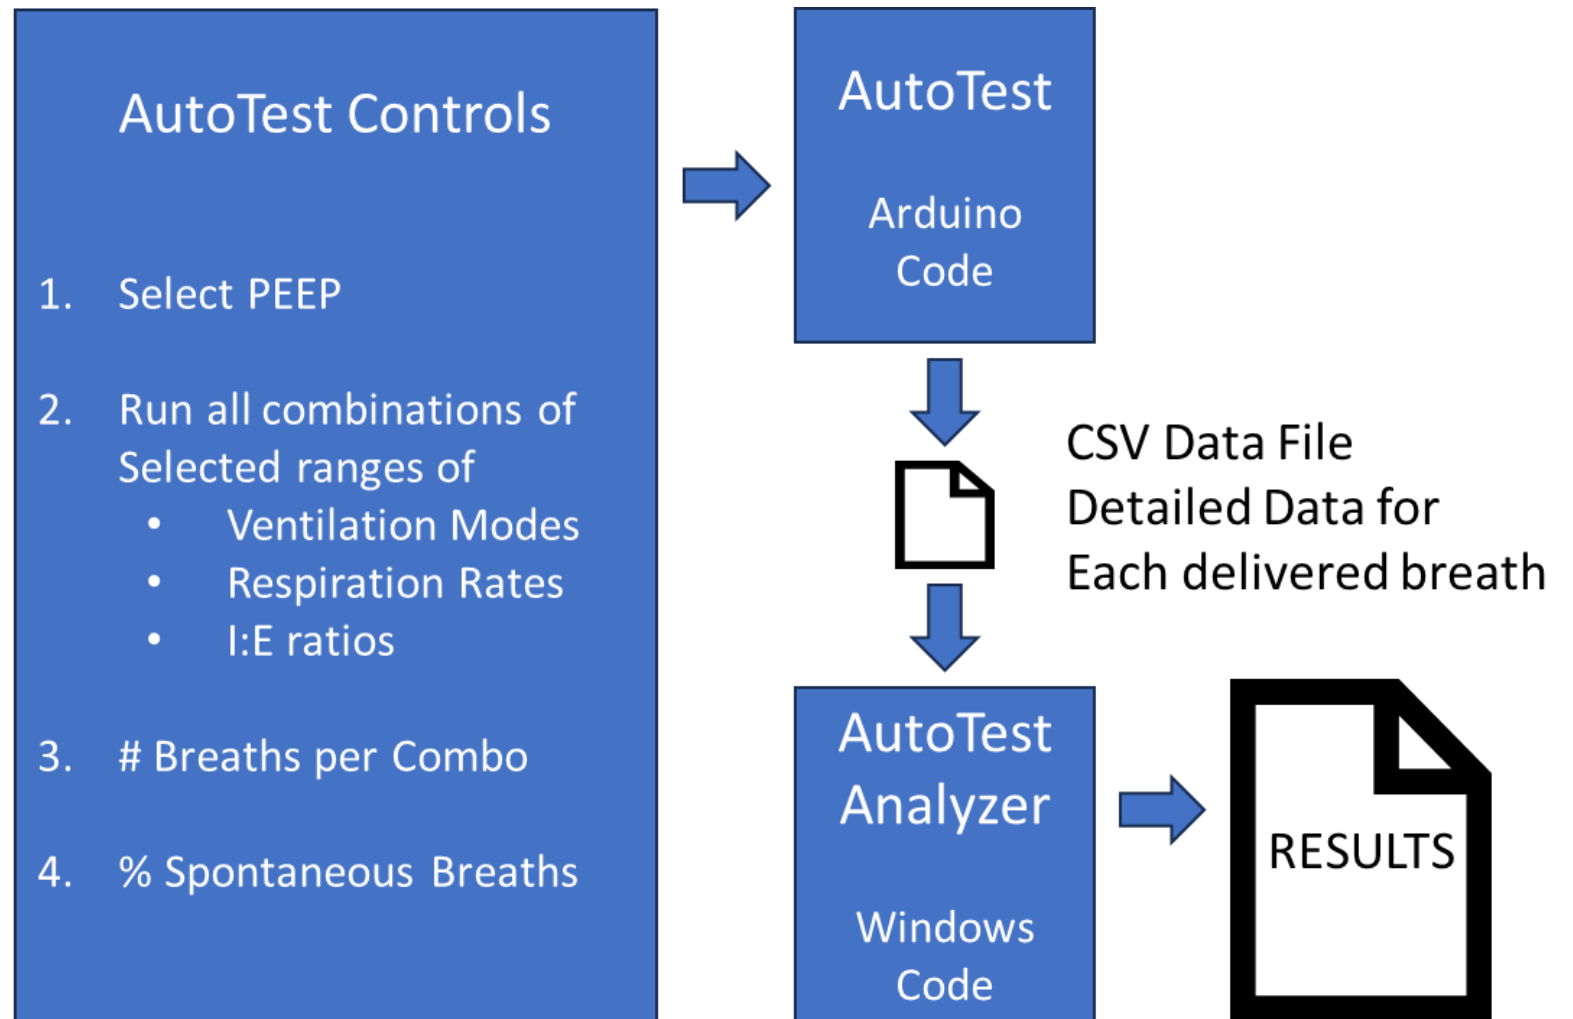 AutoTest Controls
1. Select PEEP
2. Run all combinations of
Selected ranges of
• Ventilation Modes
• Respiration Rates
• I:E ratios
3. # Breaths per Combo
4. % Spontaneous Breaths
AutoTest
Arduino
Code
CSV Data File
Detailed Data for
Each delivered breath
AutoTest
Analyzer
Windows
Code
RESULTS